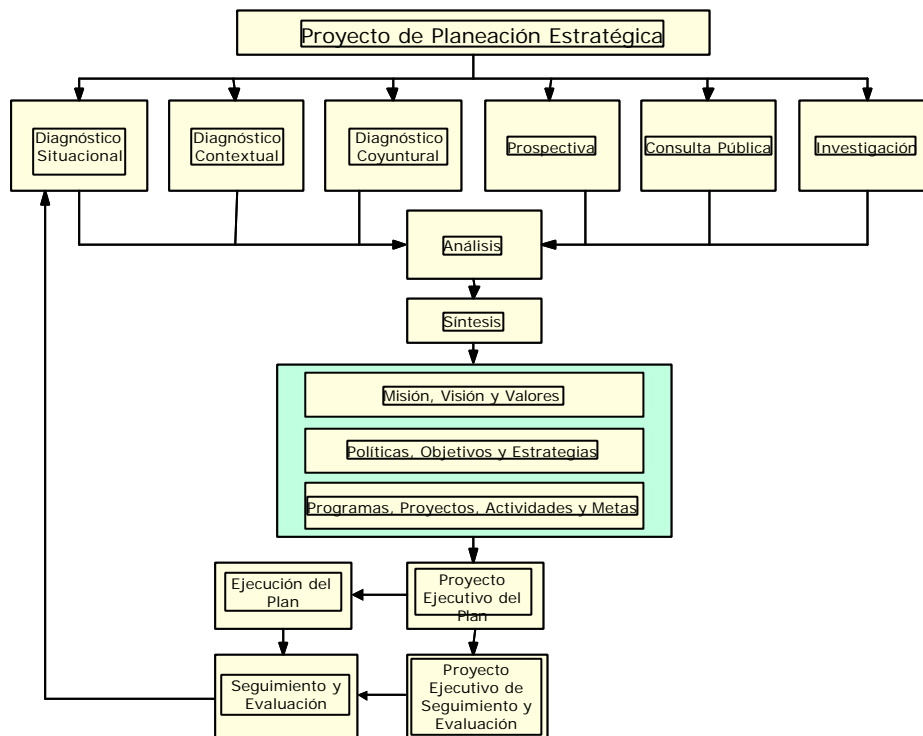 Proyecto de Planeación Estratégica
Diagnóstico
Situacional
Diagnóstico
Contextual
Diagnóstico
Coyuntural
Prospectiva
Consulta Pública
Investigación
Análisis
Síntesis
Misión, Visión y Valores
Políticas, Objetivos y Estrategias
Programas, Proyectos, Actividades y Metas
Ejecución del
Plan
Proyecto
Ejecutivo del
Plan
Seguimiento y
Evaluación
Proyecto
Ejecutivo de
Seguimiento y
Evaluación